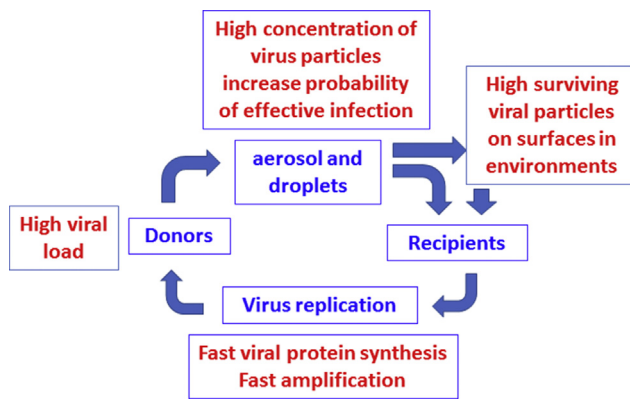 High concentration of
virus particles
increase probability
of effective infection
High surviving
viral particles
on surfaces in
environments
aerosol and
droplets
High viral
load
Donors
Recipients
Virus replication
Fast viral protein synthesis
Fast amplification